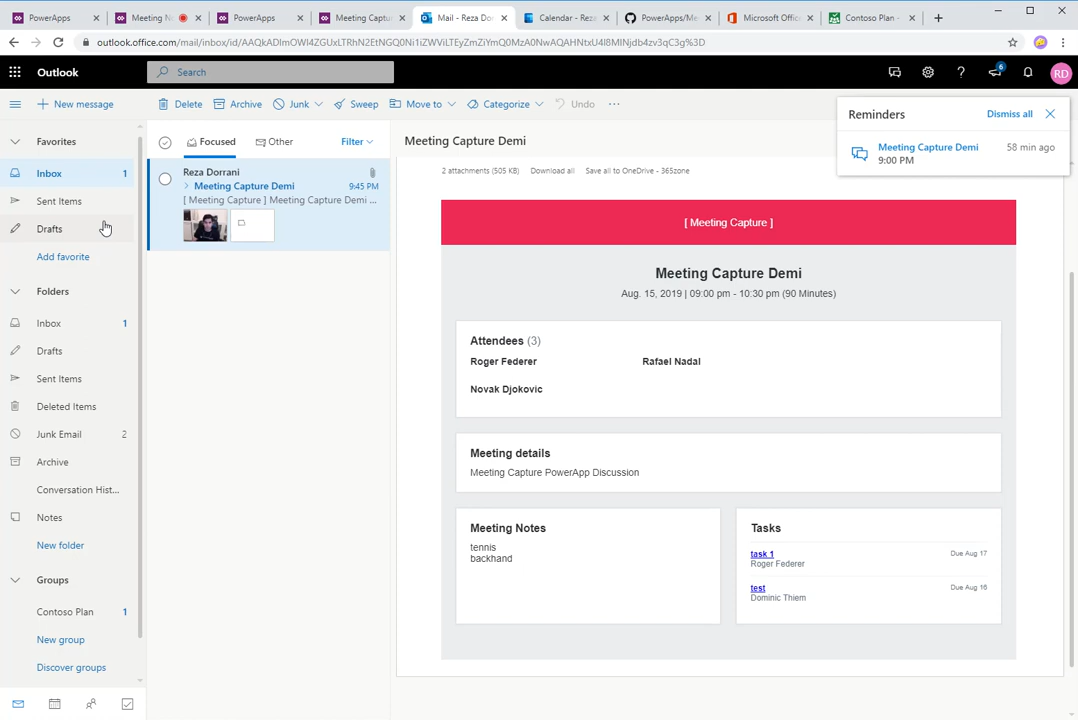 PowerApps
Meeting N
PowerApps
Meeting Captu
Mail - Reza Dor
Calendar - Reza
PowerApps/Me
Microsoft Office
Contoso Plan -
outlook.office.com/mail/inbox/id/AAQkADlmOWI4ZGUxLTRhN2EtNGQ0Ni1iZWViLTEyZmZiYmQ0MzA0NwAQAHNtxU4I8MINjdb4zv3qC3g%3D
Outlook
Search
6
RD
New message
Delete
Archive
Junk
Sweep
Move to
Categorize
Undo
Reminders
Dismiss all
Meeting Capture Demi
58 min ago
9:00 PM
Favorites
Inbox 1
Sent Items
Drafts
Add favorite
Folders
Inbox 1
Drafts
Sent Items
Deleted Items
Junk Email 2
Archive
Conversation Hist...
Notes
New folder
Groups
Contoso Plan 1
New group
Discover groups
Focused
Other
Filter
Reza Dorrani
Meeting Capture Demi 9:45 PM
[ Meeting Capture ] Meeting Capture Demi ...
Meeting Capture Demi
2 attachments (505 KB) Download all Save all to OneDrive - 365zone
[ Meeting Capture ]
Meeting Capture Demi
Aug. 15, 2019 | 09:00 pm - 10:30 pm (90 Minutes)
Attendees (3)
Roger Federer Rafael Nadal
Novak Djokovic
Meeting details
Meeting Capture PowerApp Discussion
Meeting Notes
tennis
backhand
Tasks
task 1 Due Aug 17
Roger Federer
test Due Aug 16
Dominic Thiem